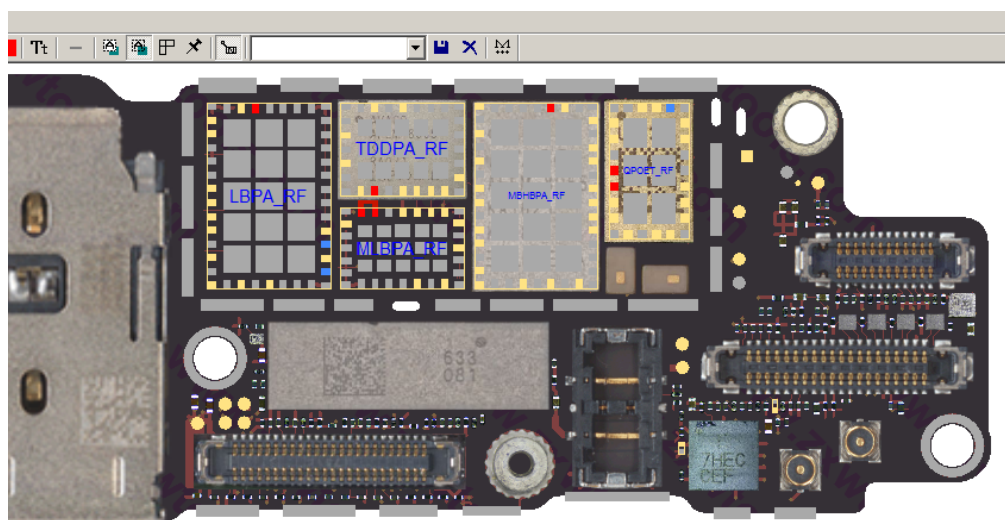 Tt
LBPA_RF
TDDPA_RF
MLBPA_RF
MBHBPA_RF
QPOET_RF
633
081
7HEC
CEF